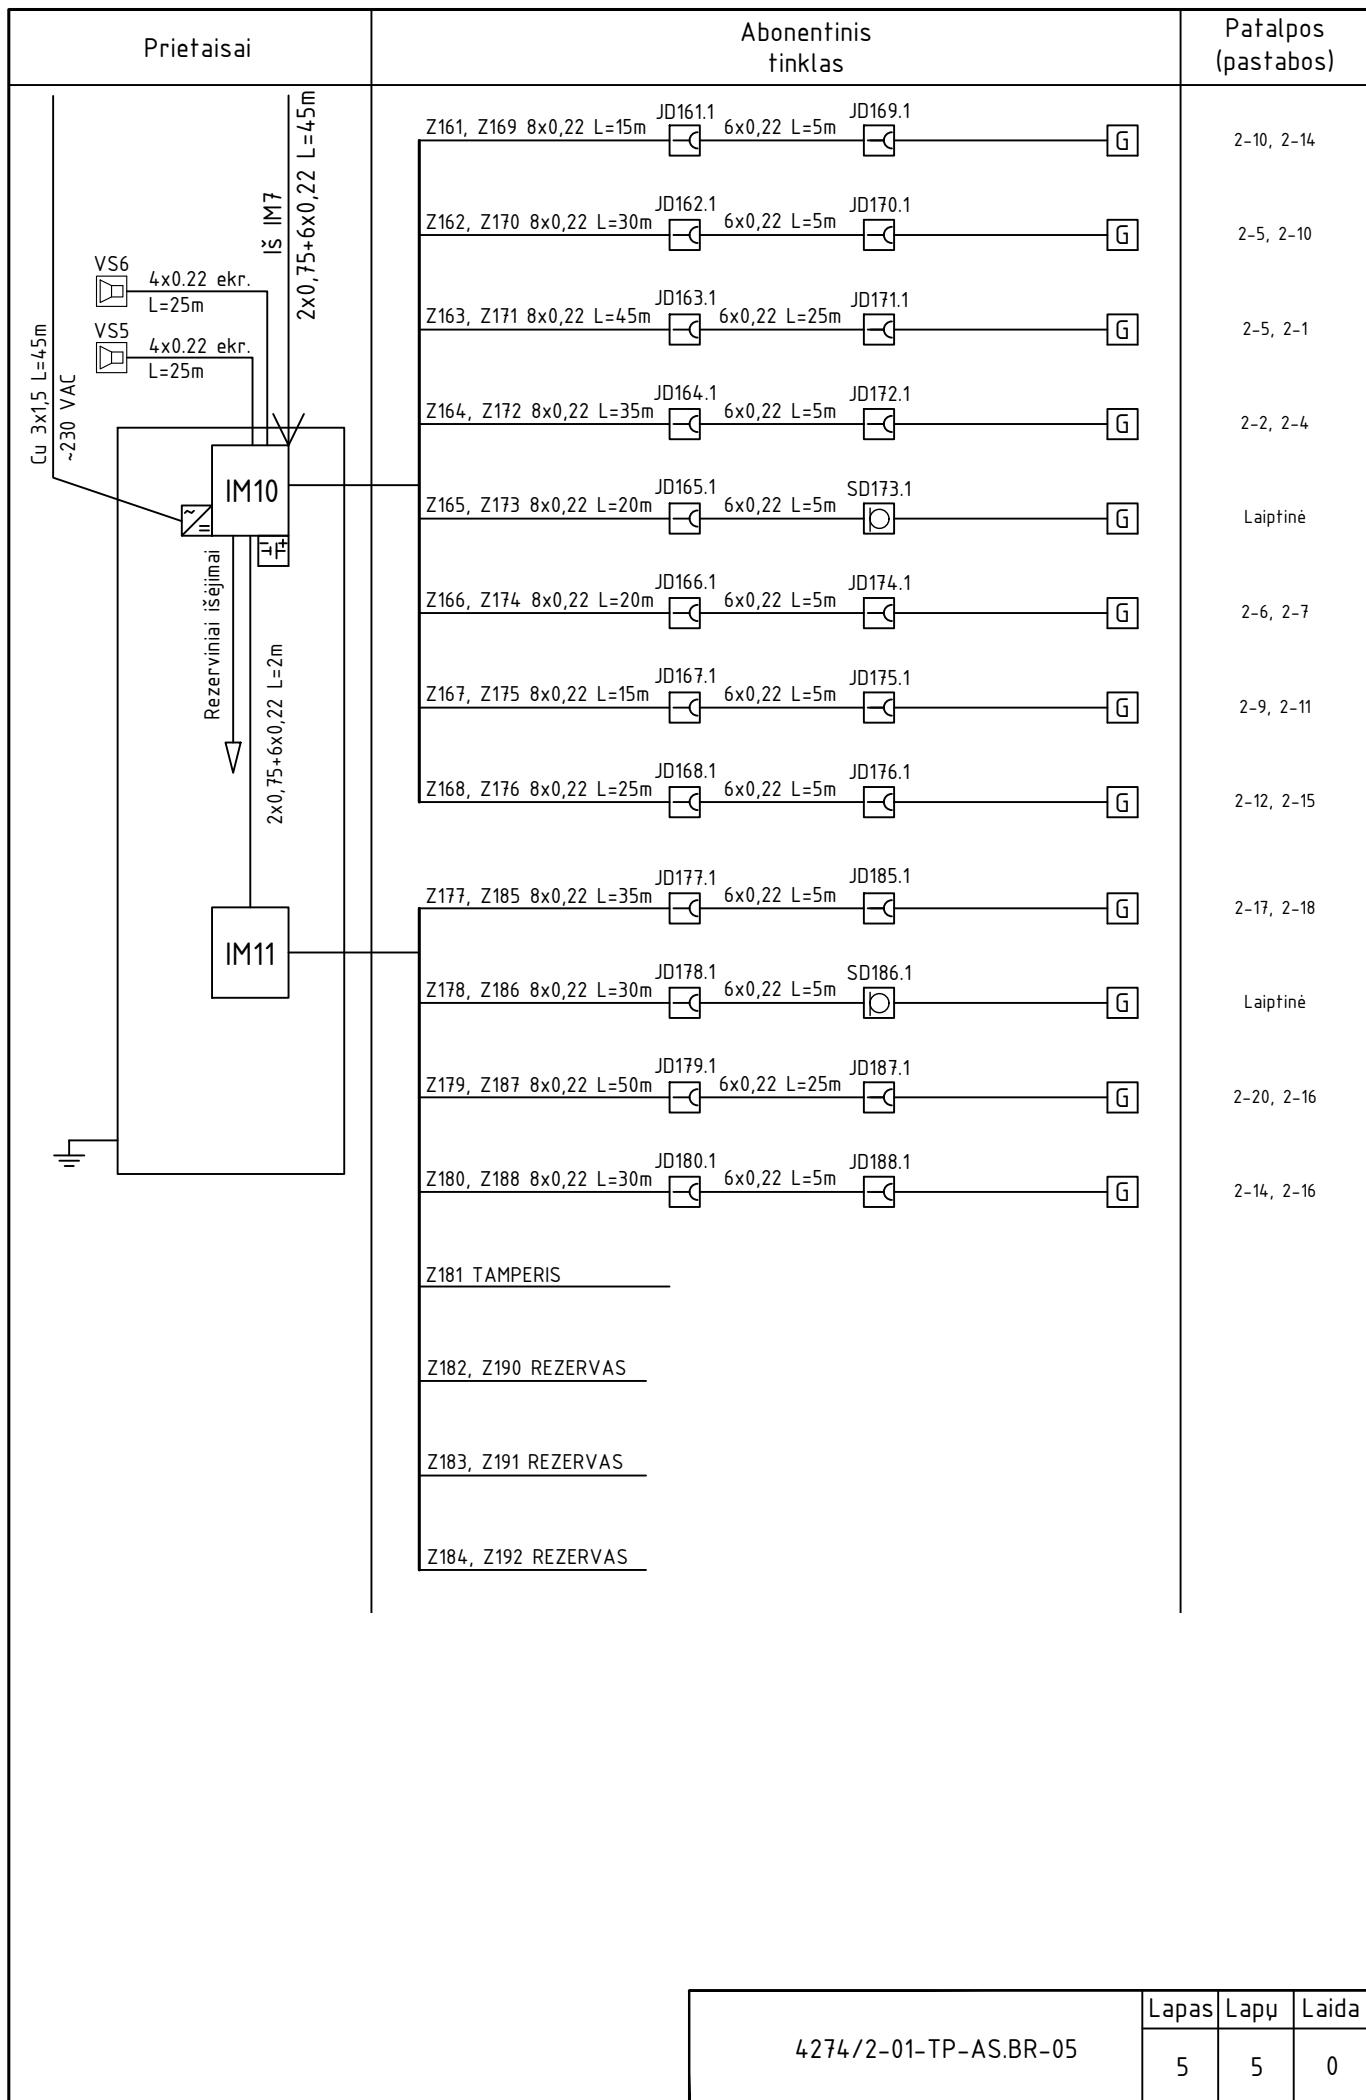 Prietaisai
Abonentinis
tinklas
Patalpos
(pastabos)
Cu 3x1,5 L=45m
~230 VAC
Iš IM7
2x0,75+6x0,22 L=45m
VS6
4x0.22 ekr.
L=25m
VS5
4x0.22 ekr.
L=25m
IM10
~
=
- +
Rezerviniai išėjimai
2x0,75+6x0,22 L=2m
IM11
Z161, Z169 8x0,22 L=15m JD161.1 6x0,22 L=5m JD169.1 G 2-10, 2-14
Z162, Z170 8x0,22 L=30m JD162.1 6x0,22 L=5m JD170.1 G 2-5, 2-10
Z163, Z171 8x0,22 L=45m JD163.1 6x0,22 L=25m JD171.1 G 2-5, 2-1
Z164, Z172 8x0,22 L=35m JD164.1 6x0,22 L=5m JD172.1 G 2-2, 2-4
Z165, Z173 8x0,22 L=20m JD165.1 6x0,22 L=5m SD173.1 G Laiptinė
Z166, Z174 8x0,22 L=20m JD166.1 6x0,22 L=5m JD174.1 G 2-6, 2-7
Z167, Z175 8x0,22 L=15m JD167.1 6x0,22 L=5m JD175.1 G 2-9, 2-11
Z168, Z176 8x0,22 L=25m JD168.1 6x0,22 L=5m JD176.1 G 2-12, 2-15
Z177, Z185 8x0,22 L=35m JD177.1 6x0,22 L=5m JD185.1 G 2-17, 2-18
Z178, Z186 8x0,22 L=30m JD178.1 6x0,22 L=5m SD186.1 G Laiptinė
Z179, Z187 8x0,22 L=50m JD179.1 6x0,22 L=25m JD187.1 G 2-20, 2-16
Z180, Z188 8x0,22 L=30m JD180.1 6x0,22 L=5m JD188.1 G 2-14, 2-16
Z181 TAMPERIS
Z182, Z190 REZERVAS
Z183, Z191 REZERVAS
Z184, Z192 REZERVAS
4274/2-01-TP-AS.BR-05
Lapas Lapų Laida
5 5 0